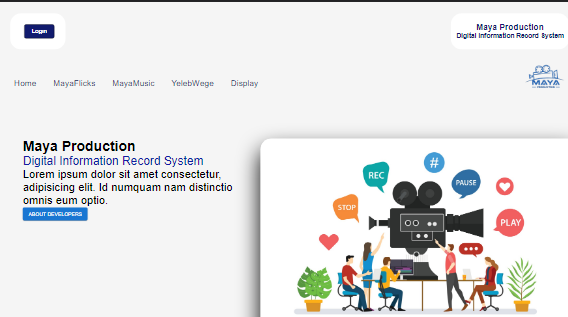 Login
Maya Production
Digital Information Record System
Home MayaFlicks MayaMusic YelebWege Display
MAYA
Maya Production
Digital Information Record System
Lorem ipsum dolor sit amet consectetur,
adipisicing elit. Id numquam nam distinctio
omnis eum optio.
ABOUT DEVELOPERS
#
REC
PAUSE
STOP
PLAY